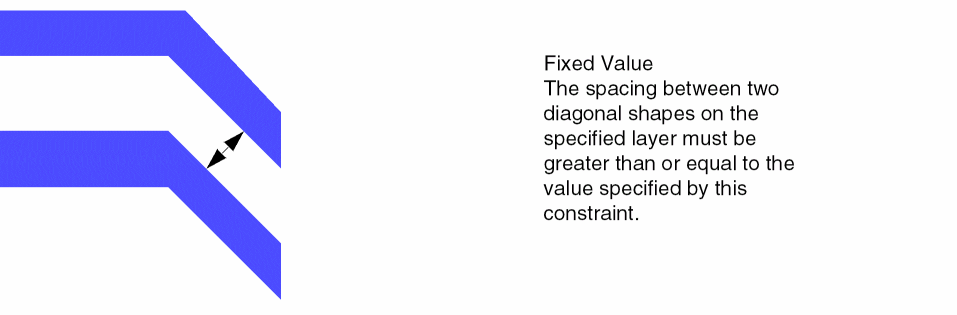 Fixed Value
The spacing between two
diagonal shapes on the
specified layer must be
greater than or equal to the
value specified by this
constraint.